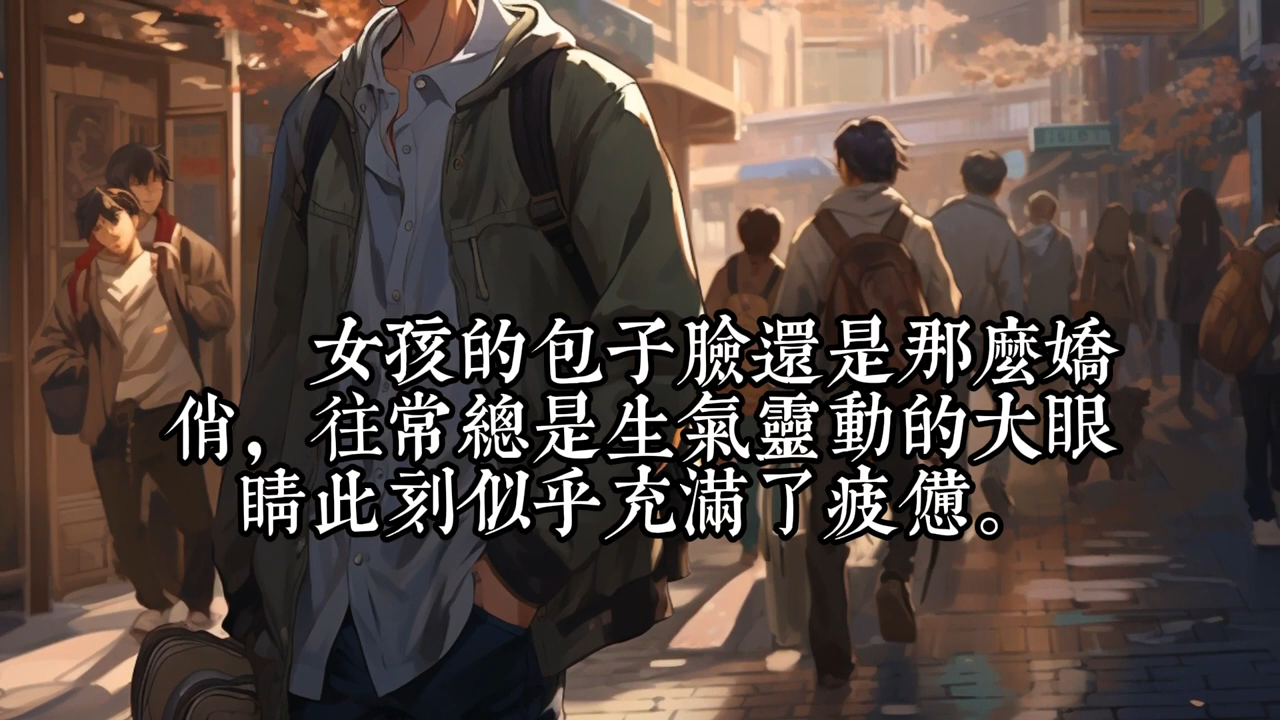 女孩的包子臉還是那麼嬌
俏，往常總是生氣靈動的大眼
睛此刻似乎充滿了疲憊。